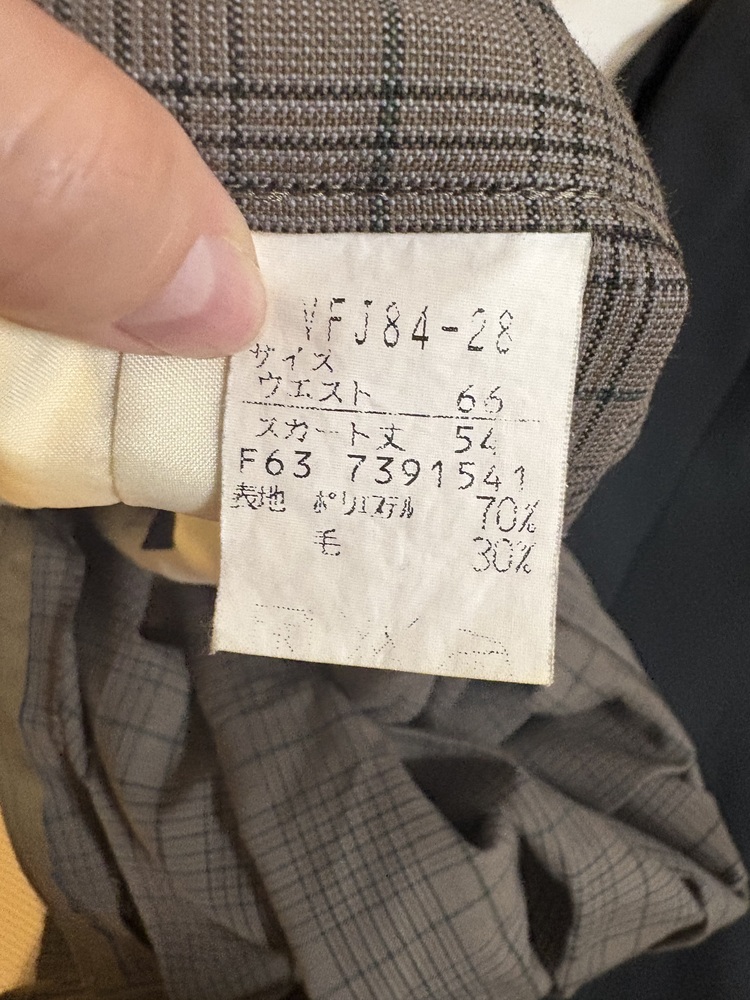 VFJ84-28
サイズ
ウエスト 66
スカート丈 54
F63 7391541
表地 ポリエステル 70%
毛 30%